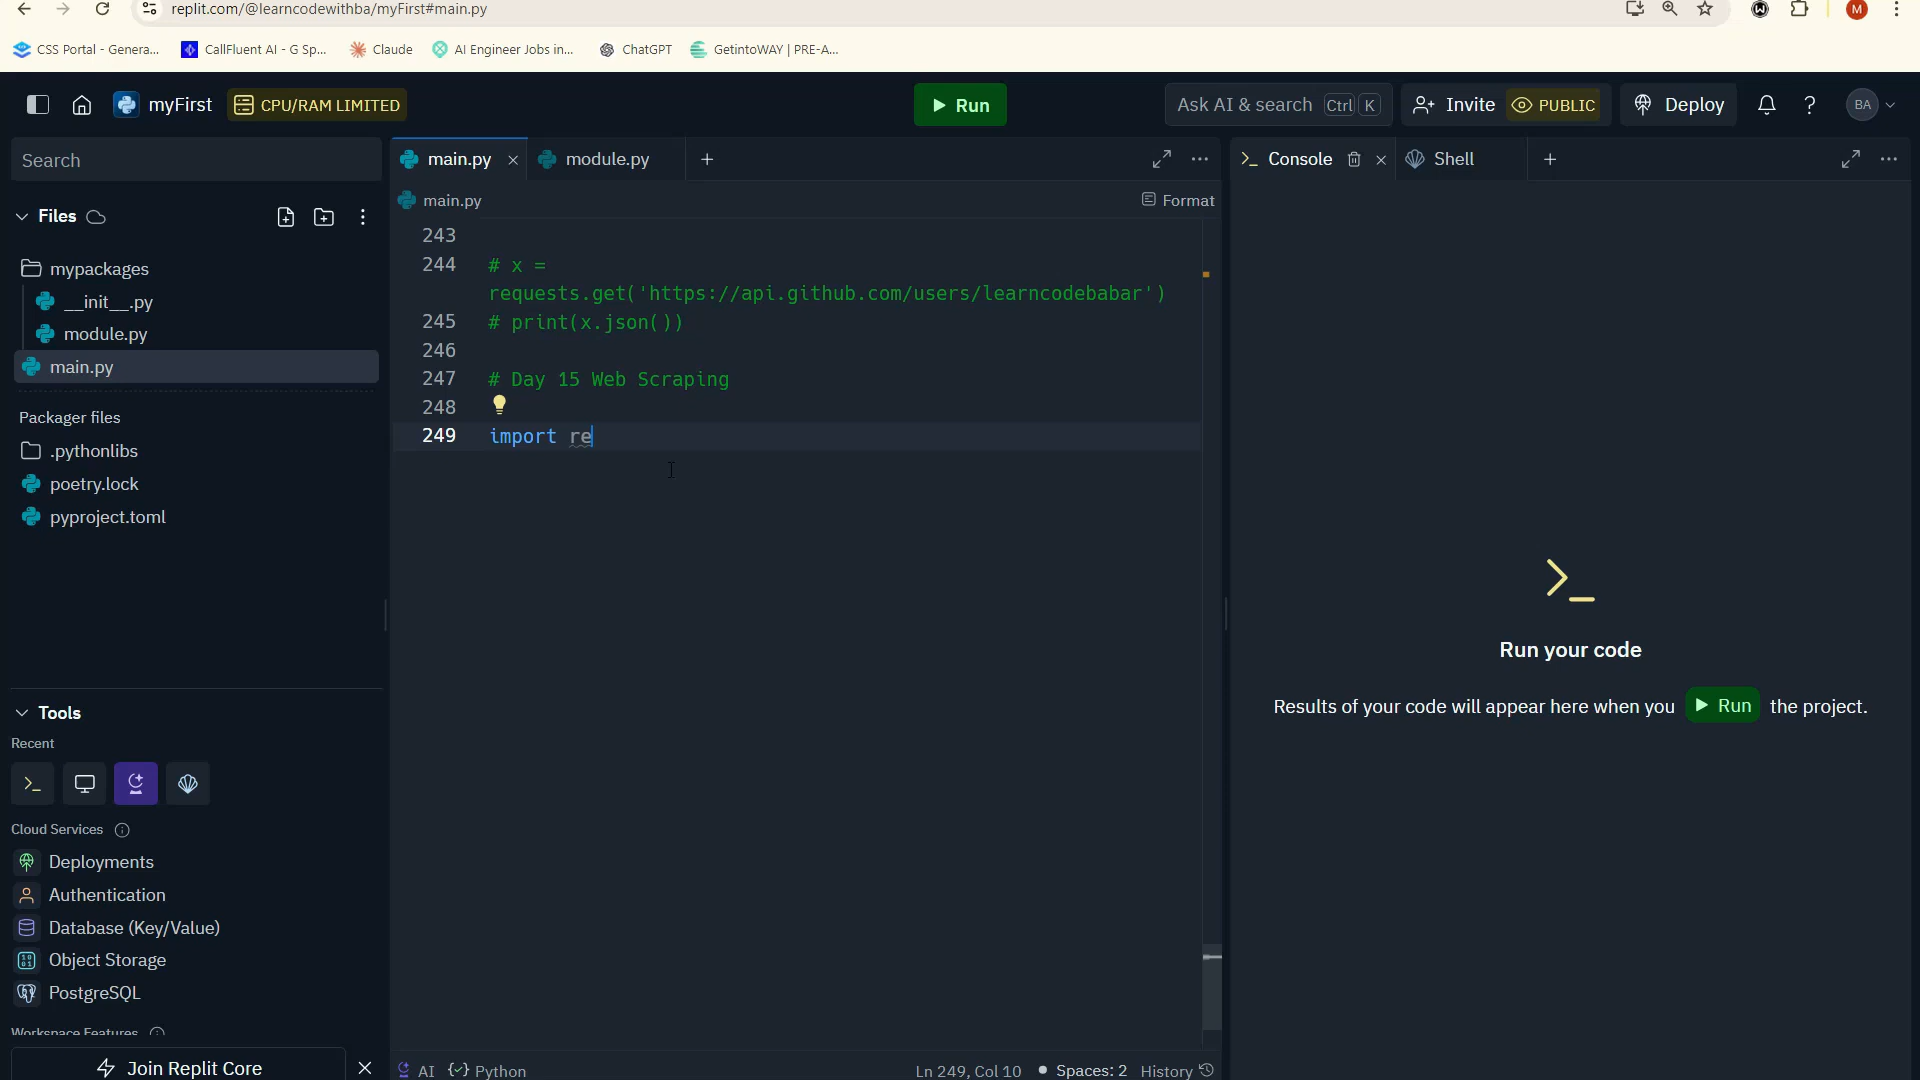 replit.com/@learncodewithba/myFirst#main.py
M
CSS Portal - Genera...
CallFluent AI - G Sp...
Claude
AI Engineer Jobs in...
ChatGPT
GetintoWAY | PRE-A...
myFirst
CPU/RAM LIMITED
Run
Ask AI & search
Ctrl
K
Invite
PUBLIC
Deploy
?
BA
Search
main.py
module.py
Console
Shell
main.py
Format
Files
mypackages
__init__.py
module.py
main.py
Packager files
.pythonlibs
poetry.lock
pyproject.toml
243
244 # x =
requests.get('https://api.github.com/users/learncodebabar')
245 # print(x.json())
246
247 # Day 15 Web Scraping
248
249 import re
Run your code
Results of your code will appear here when you Run the project.
Tools
Recent
Cloud Services
Deployments
Authentication
Database (Key/Value)
Object Storage
PostgreSQL
Workspace Features
Join Replit Core
AI
Python
Ln 249, Col 10
Spaces: 2
History